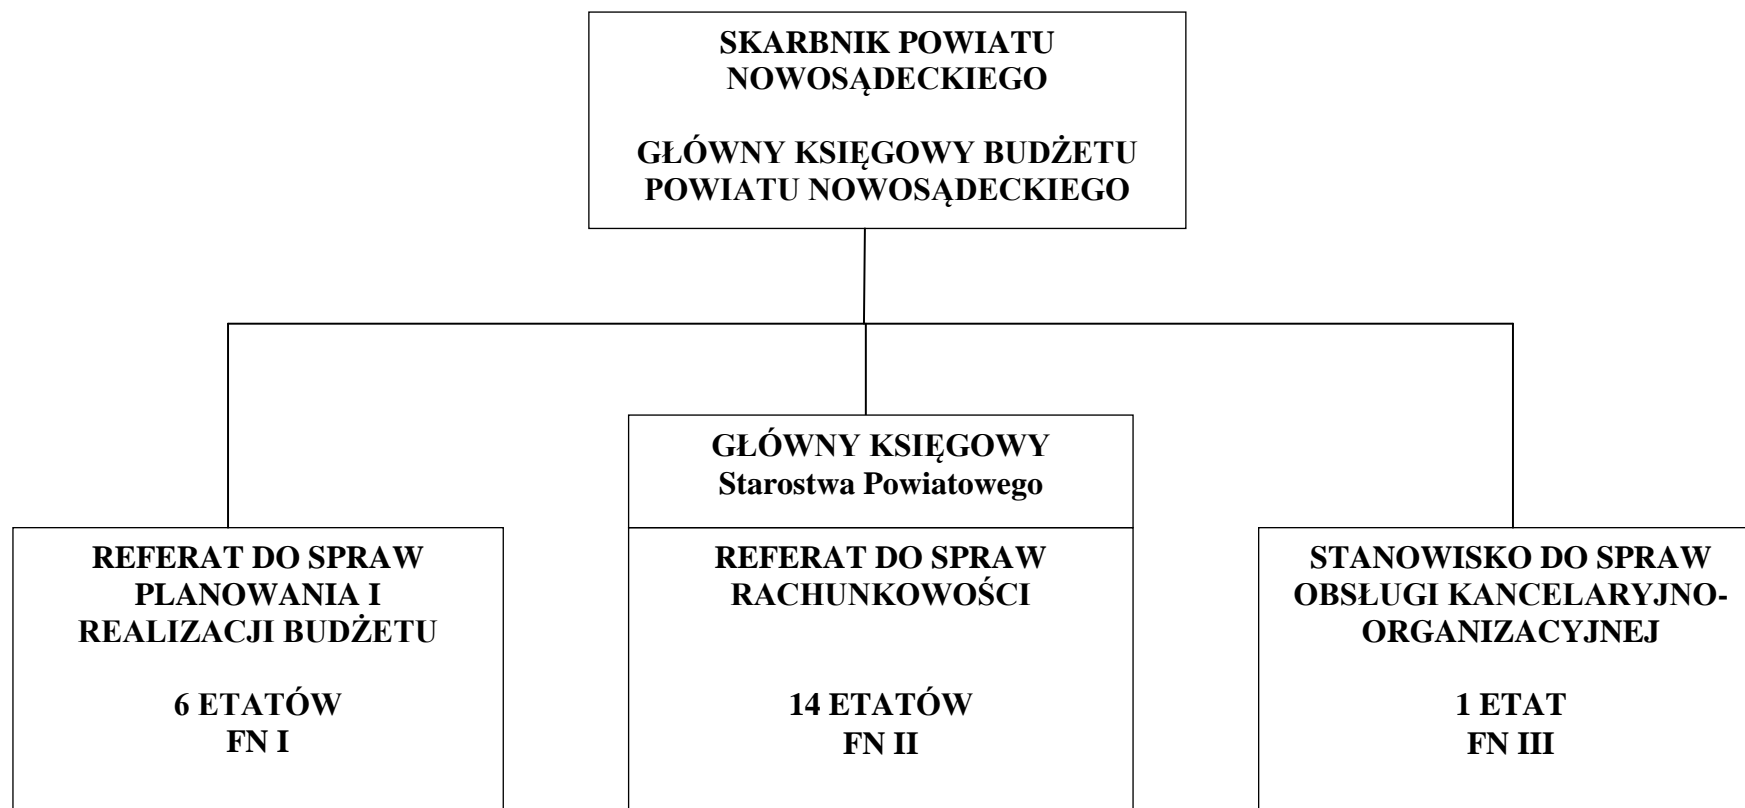 SKARBNIK POWIATU
NOWOSĄDECKIEGO
GŁÓWNY KSIĘGOWY BUDŻETU
POWIATU NOWOSĄDECKIEGO
GŁÓWNY KSIĘGOWY
Starostwa Powiatowego
REFERAT DO SPRAW
PLANOWANIA I
REALIZACJI BUDŻETU
6 ETATÓW
FN I
REFERAT DO SPRAW
RACHUNKOWOŚCI
14 ETATÓW
FN II
STANOWISKO DO SPRAW
OBSŁUGI KANCELARYJNO-
ORGANIZACYJNEJ
1 ETAT
FN III